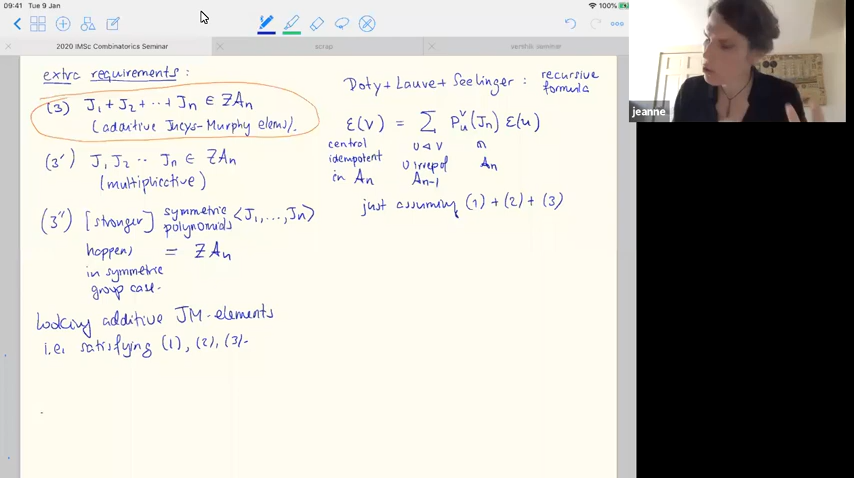 09:41 Tue 9 Jan
100%
2020 IMSc Combinatorics Seminar
scrap
jeanne
extra requirements:
(3) J₁ + J₂ + ·· + Jₙ ∈ ZAₙ
(additive Jucys-Murphy elems).
(3') J₁ J₂ ·· Jₙ ∈ ZAₙ
(multiplicative)
(3'') [stronger] symmetric polynomials <J₁, ..., Jₙ>
happens = ZAₙ
in symmetric
group case.
Looking additive JM-elements
i.e. satisfying (1), (2), (3).
Doty + Lauve + Seelinger : recursive
formula
ε(v) = Σ Pᵤᵛ(Jₙ) ε(u)
central
idempotent
in Aₙ
u ◁ v
u irrep of
Aₙ₋₁
∩
Aₙ
just assuming (1) + (2) + (3)